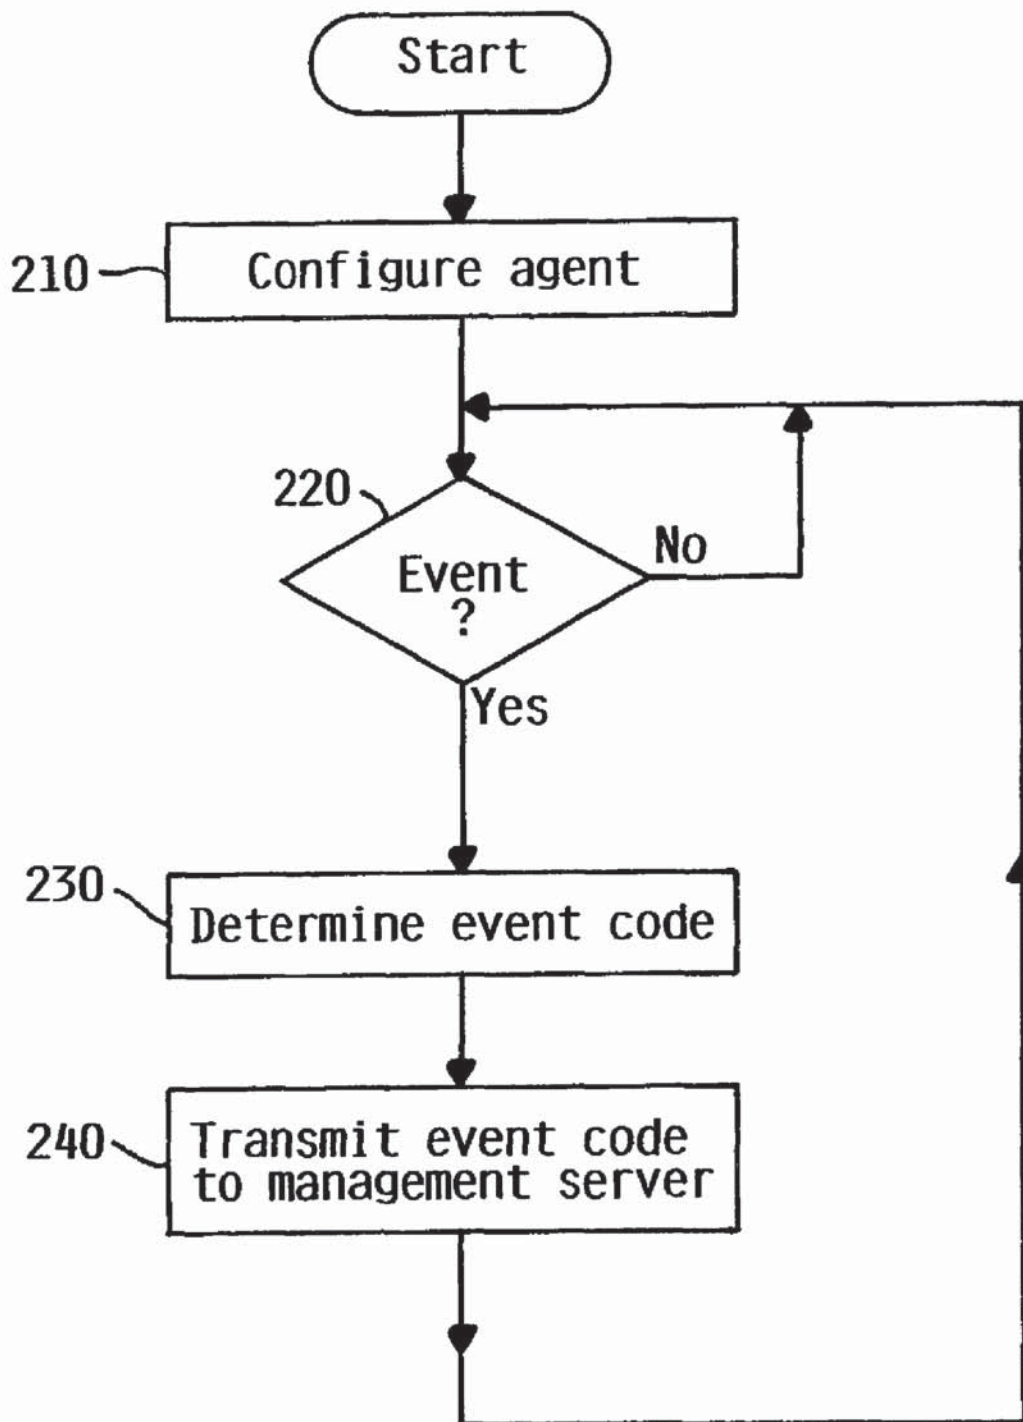 Start
210
Configure agent
220
Event
?
No
Yes
230
Determine event code
240
Transmit event code
to management server